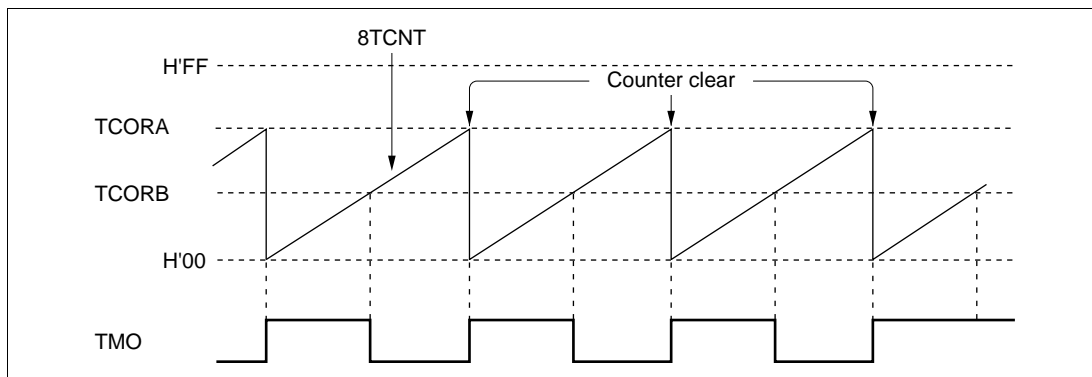 8TCNT
H'FF
Counter clear
TCORA
TCORB
H'00
TMO